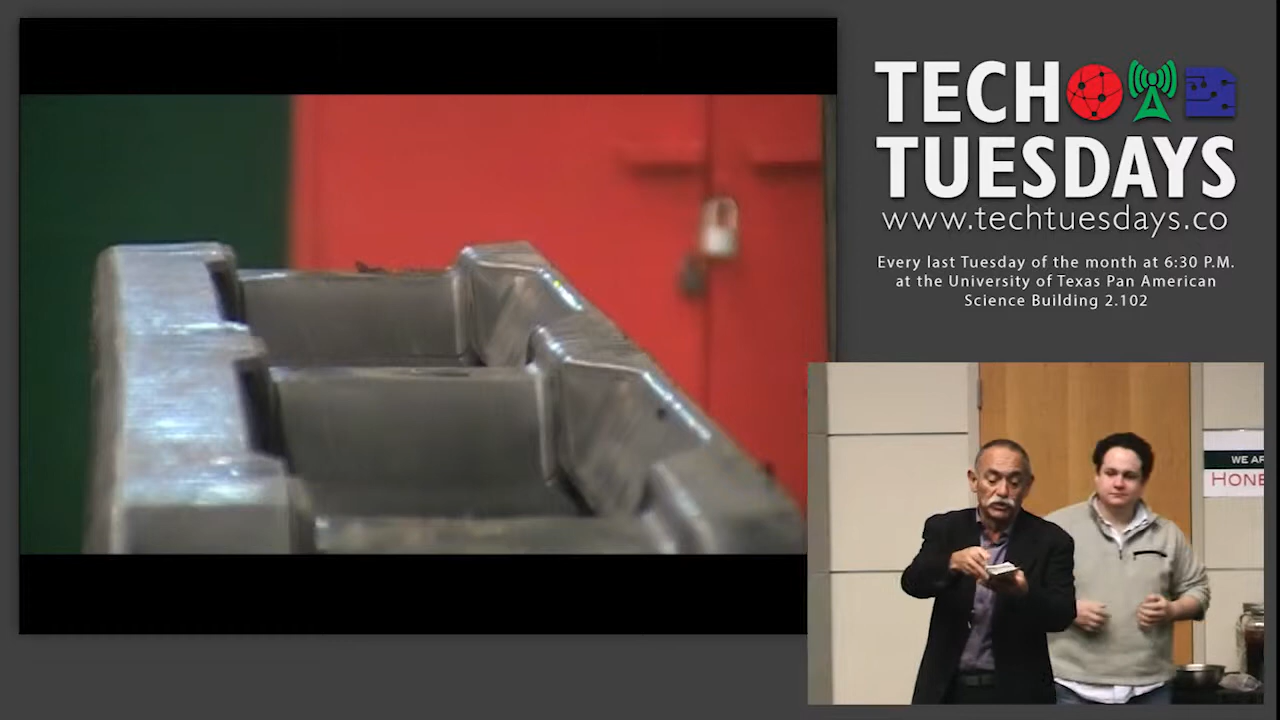 TECH
TUESDAYS
www.techtuesdays.co
Every last Tuesday of the month at 6:30 P.M.
at the University of Texas Pan American
Science Building 2.102
WE AR
HONE